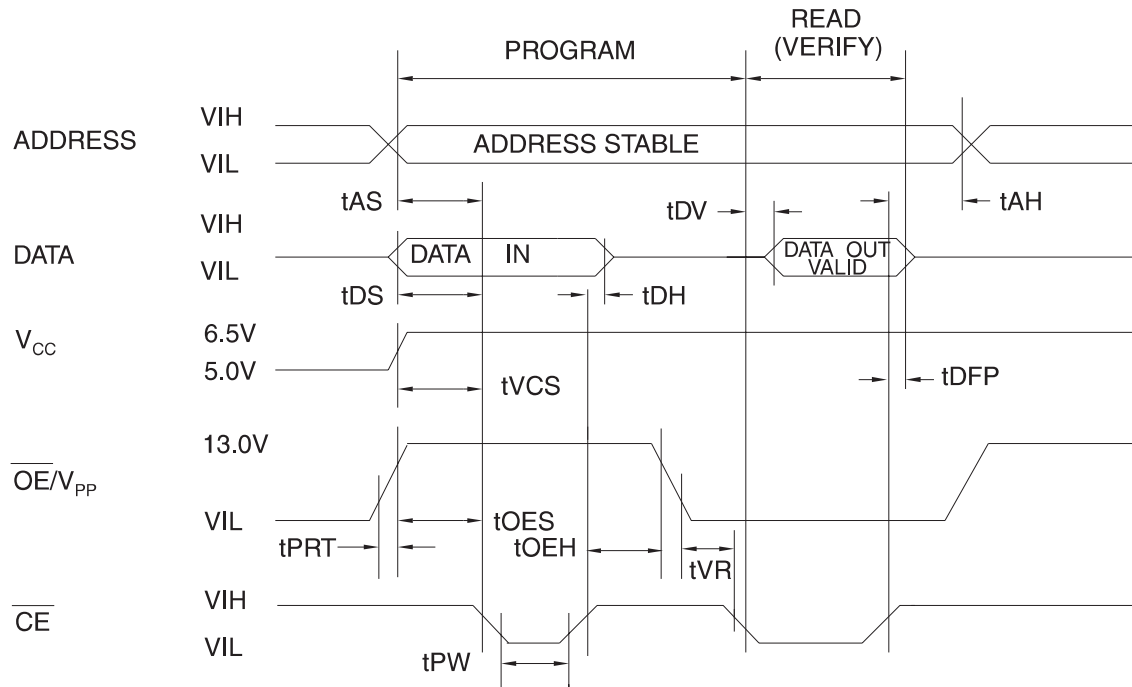 READ
(VERIFY)
PROGRAM
ADDRESS
VIH
VIL
ADDRESS STABLE
tAS
tDV
tAH
DATA
VIH
VIL
DATA IN
DATA OUT
VALID
tDS
tDH
VCC
6.5V
5.0V
tVCS
tDFP
OE/VPP
13.0V
VIL
tPRT
tOES
tOEH
tVR
CE
VIH
VIL
tPW